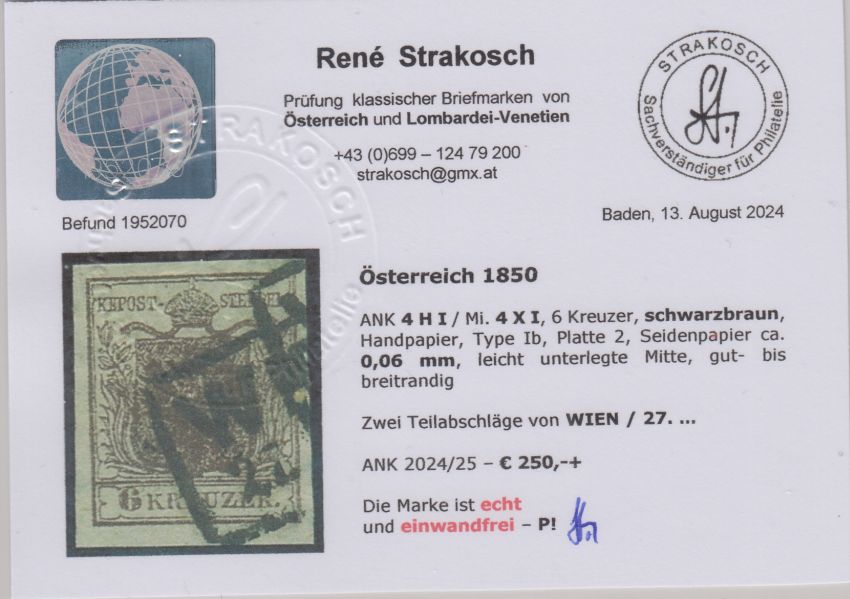 René Strakosch
Prüfung klassischer Briefmarken von
Österreich und Lombardei-Venetien
+43 (0)699 – 124 79 200
strakosch@gmx.at
STRAKOSCH
Sachverständiger für Philatelie
Befund 1952070
Baden, 13. August 2024
STRAKOSCH
KKPOST-STEMPEL
6 KREUZER.
Österreich 1850
ANK 4 H I / Mi. 4 X I, 6 Kreuzer, schwarzbraun,
Handpapier, Type Ib, Platte 2, Seidenpapier ca.
0,06 mm, leicht unterlegte Mitte, gut- bis
breitrandig
Zwei Teilabschläge von WIEN / 27. ...
ANK 2024/25 – € 250,-+
Die Marke ist echt
und einwandfrei – P!